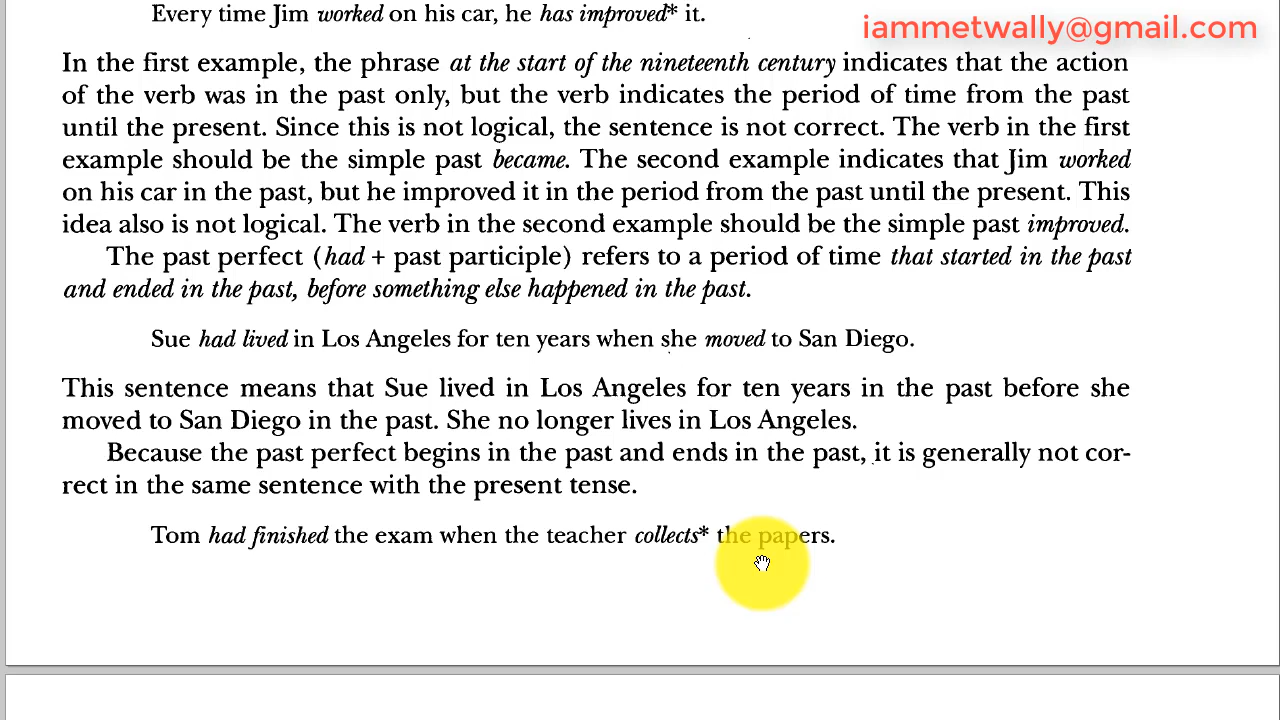 Every time Jim worked on his car, he has improved* it.
iammetwally@gmail.com
In the first example, the phrase at the start of the nineteenth century indicates that the action
of the verb was in the past only, but the verb indicates the period of time from the past
until the present. Since this is not logical, the sentence is not correct. The verb in the first
example should be the simple past became. The second example indicates that Jim worked
on his car in the past, but he improved it in the period from the past until the present. This
idea also is not logical. The verb in the second example should be the simple past improved.
The past perfect (had + past participle) refers to a period of time that started in the past
and ended in the past, before something else happened in the past.
Sue had lived in Los Angeles for ten years when she moved to San Diego.
This sentence means that Sue lived in Los Angeles for ten years in the past before she
moved to San Diego in the past. She no longer lives in Los Angeles.
Because the past perfect begins in the past and ends in the past, it is generally not cor-
rect in the same sentence with the present tense.
Tom had finished the exam when the teacher collects* the papers.